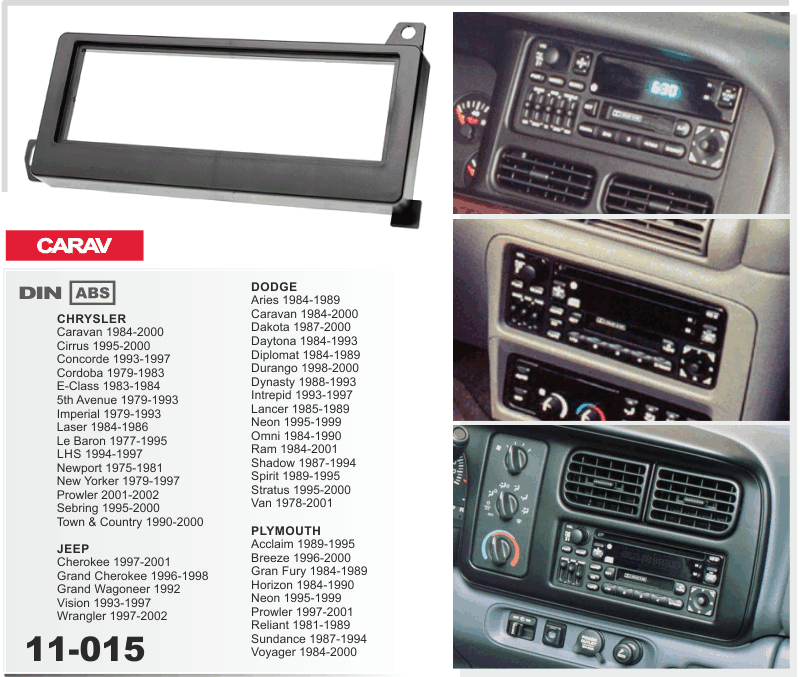 CARAV
DIN ABS
CHRYSLER
Caravan 1984-2000
Cirrus 1995-2000
Concorde 1993-1997
Cordoba 1979-1983
E-Class 1983-1984
5th Avenue 1979-1993
Imperial 1979-1993
Laser 1984-1986
Le Baron 1977-1995
LHS 1994-1997
Newport 1975-1981
New Yorker 1979-1997
Prowler 2001-2002
Sebring 1995-2000
Town & Country 1990-2000
JEEP
Cherokee 1997-2001
Grand Cherokee 1996-1998
Grand Wagoneer 1992
Vision 1993-1997
Wrangler 1997-2002
11-015
DODGE
Aries 1984-1989
Caravan 1984-2000
Dakota 1987-2000
Daytona 1984-1993
Diplomat 1984-1989
Durango 1998-2000
Dynasty 1988-1993
Intrepid 1993-1997
Lancer 1985-1989
Neon 1995-1999
Omni 1984-1990
Ram 1984-2001
Shadow 1987-1994
Spirit 1989-1995
Stratus 1995-2000
Van 1978-2001
PLYMOUTH
Acclaim 1989-1995
Breeze 1996-2000
Gran Fury 1984-1989
Horizon 1984-1990
Neon 1995-1999
Prowler 1997-2001
Reliant 1981-1989
Sundance 1987-1994
Voyager 1984-2000
630